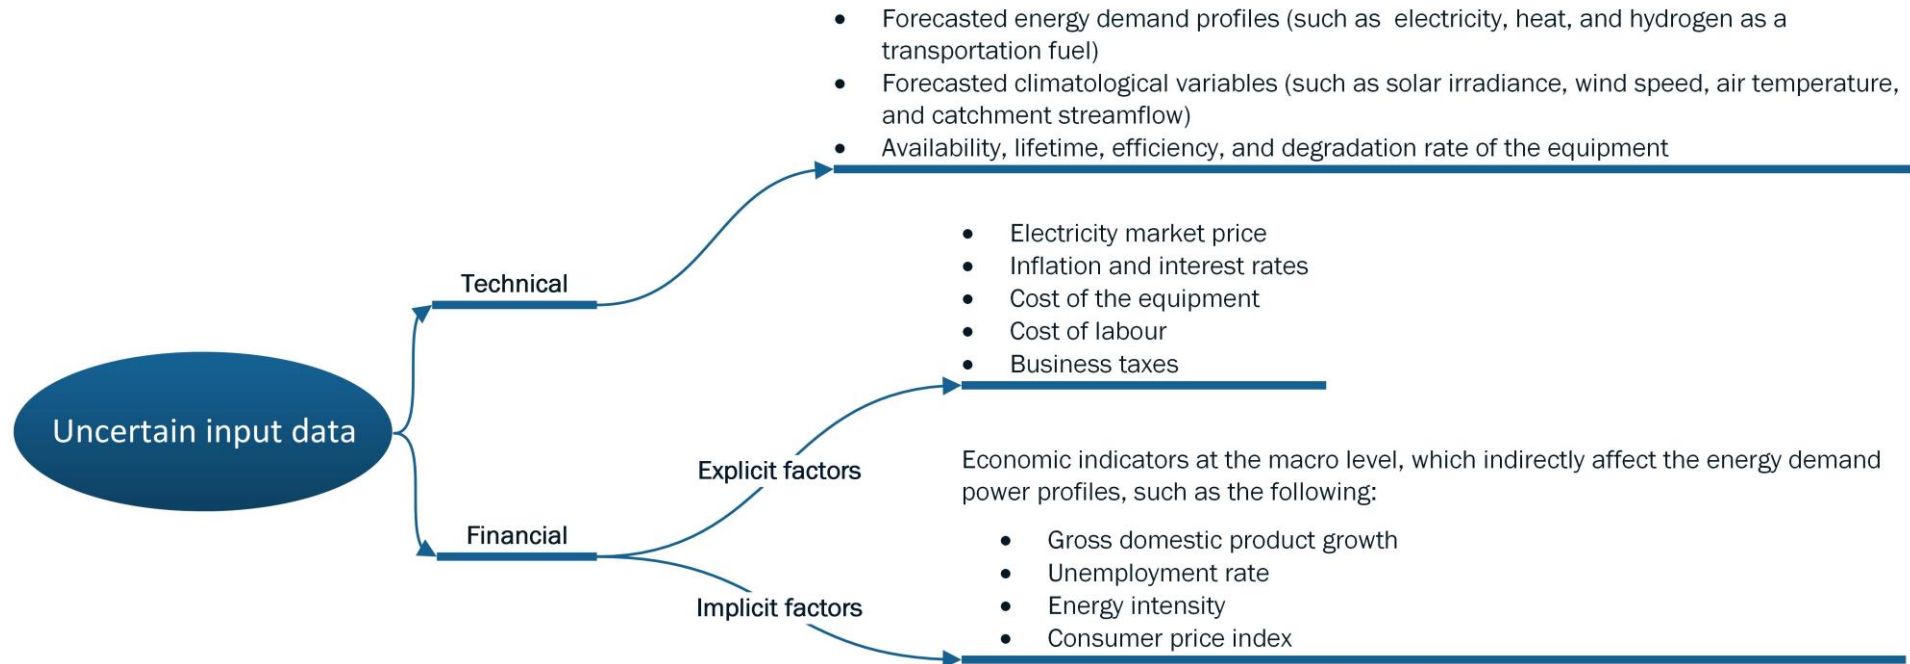 • Forecasted energy demand profiles (such as electricity, heat, and hydrogen as a
transportation fuel)
• Forecasted climatological variables (such as solar irradiance, wind speed, air temperature,
and catchment streamflow)
• Availability, lifetime, efficiency, and degradation rate of the equipment
Technical
• Electricity market price
• Inflation and interest rates
• Cost of the equipment
• Cost of labour
• Business taxes
Uncertain input data
Explicit factors
Financial
Implicit factors
Economic indicators at the macro level, which indirectly affect the energy demand
power profiles, such as the following:
• Gross domestic product growth
• Unemployment rate
• Energy intensity
• Consumer price index